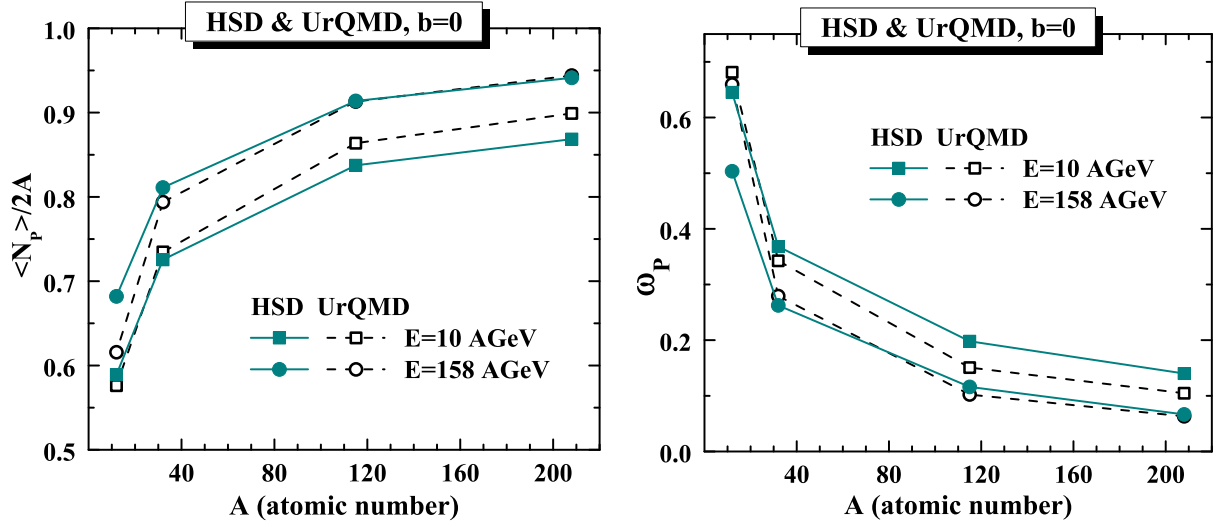 HSD & UrQMD, b=0
1.0
0.9
0.8
0.7
0.6
0.5
<N_P>/2A
HSD UrQMD
E=10 AGeV
E=158 AGeV
40 80 120 160 200
A (atomic number)
HSD & UrQMD, b=0
0.6
0.4
0.2
0.0
ω_P
HSD UrQMD
E=10 AGeV
E=158 AGeV
40 80 120 160 200
A (atomic number)